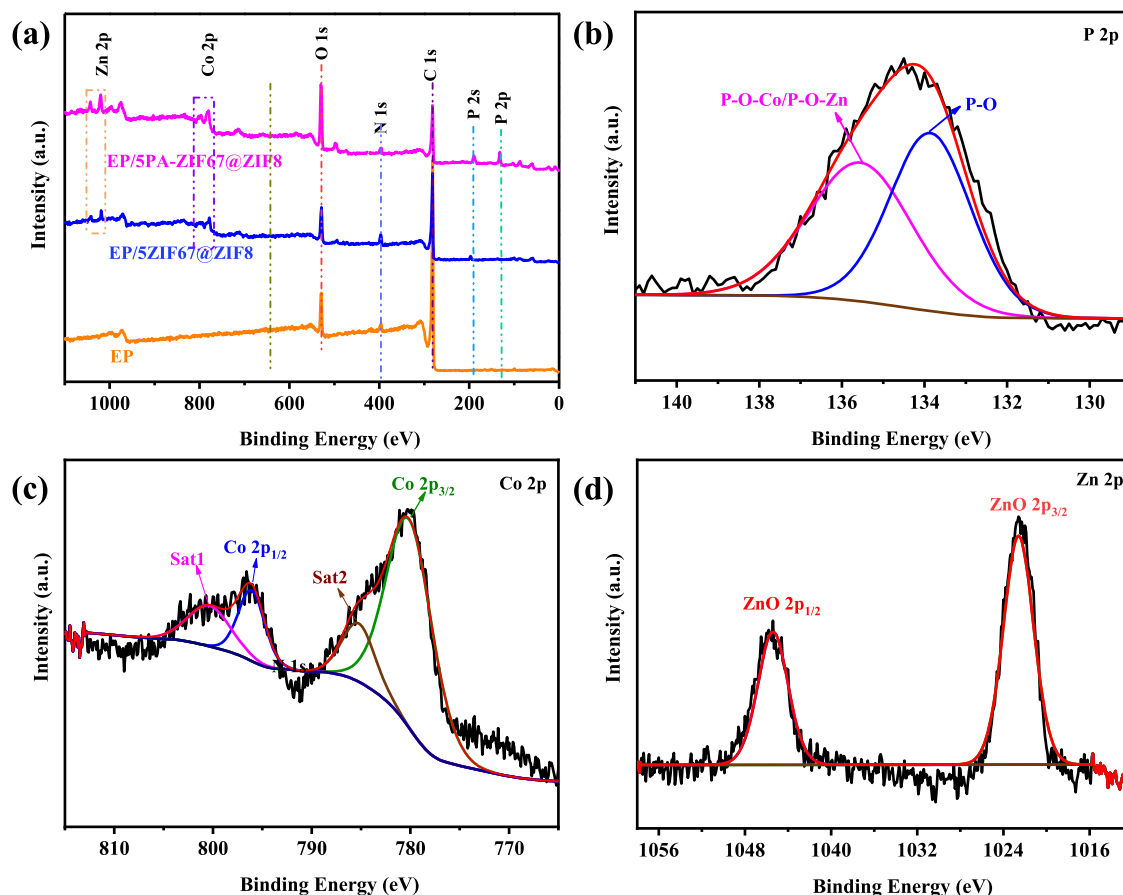 (a)
Zn 2p
Co 2p
O 1s
N 1s
C 1s
P 2s
P 2p
EP/5PA-ZIF67@ZIF8
EP/5ZIF67@ZIF8
EP
Intensity (a.u.)
1000 800 600 400 200 0
Binding Energy (eV)
(b)
P 2p
P-O-Co/P-O-Zn
P-O
Intensity (a.u.)
140 138 136 134 132 130
Binding Energy (eV)
(c)
Co 2p
Co 2p3/2
Co 2p1/2
Sat1
Sat2
N 1s
Intensity (a.u.)
810 800 790 780 770
Binding Energy (eV)
(d)
Zn 2p
ZnO 2p3/2
ZnO 2p1/2
Intensity (a.u.)
1056 1048 1040 1032 1024 1016
Binding Energy (eV)